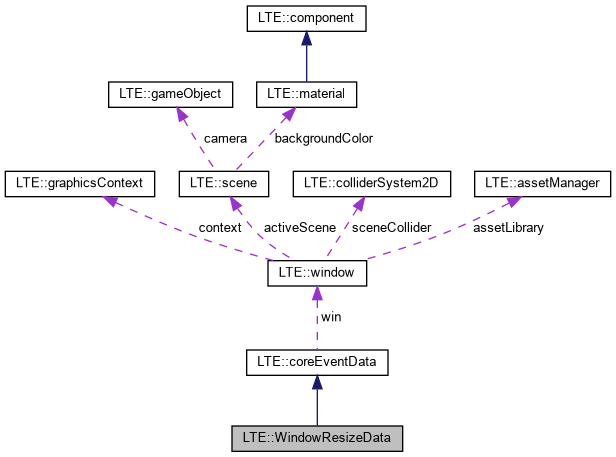 LTE::component
LTE::gameObject
LTE::material
camera
backgroundColor
LTE::graphicsContext
LTE::scene
LTE::colliderSystem2D
LTE::assetManager
context
activeScene
sceneCollider
assetLibrary
LTE::window
win
LTE::coreEventData
LTE::WindowResizeData